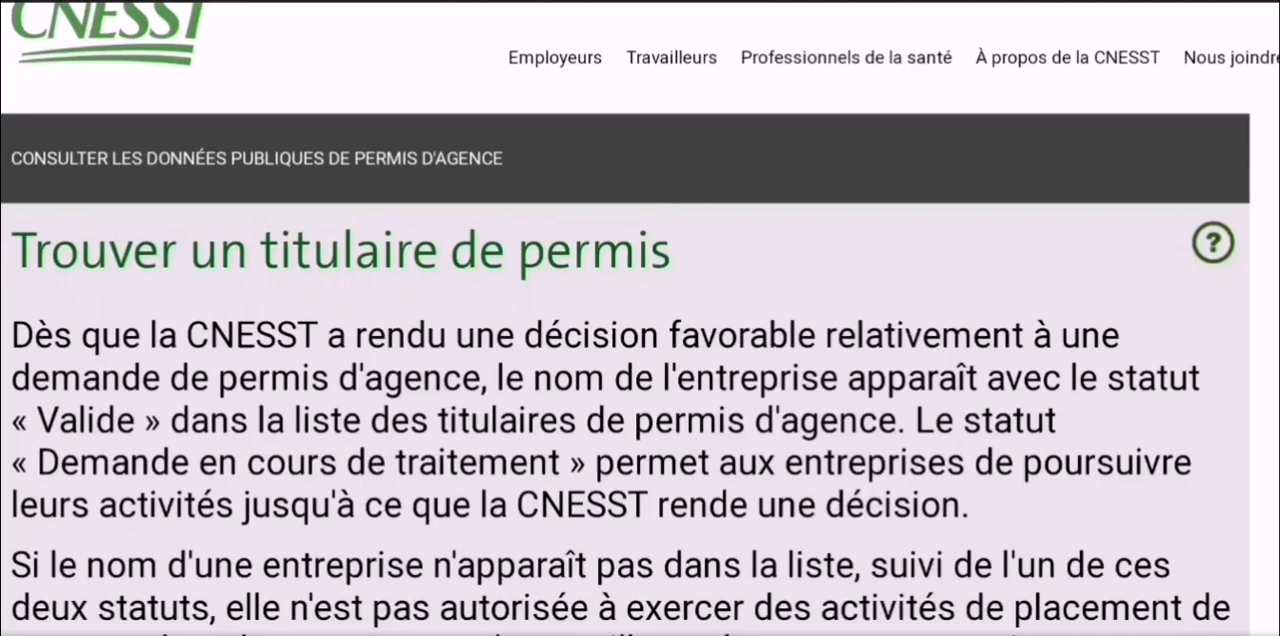 CNESST
Employeurs Travailleurs Professionnels de la santé À propos de la CNESST Nous joindre
CONSULTER LES DONNÉES PUBLIQUES DE PERMIS D'AGENCE
Trouver un titulaire de permis
?
Dès que la CNESST a rendu une décision favorable relativement à une
demande de permis d'agence, le nom de l'entreprise apparaît avec le statut
« Valide » dans la liste des titulaires de permis d'agence. Le statut
« Demande en cours de traitement » permet aux entreprises de poursuivre
leurs activités jusqu'à ce que la CNESST rende une décision.
Si le nom d'une entreprise n'apparaît pas dans la liste, suivi de l'un de ces
deux statuts, elle n'est pas autorisée à exercer des activités de placement de